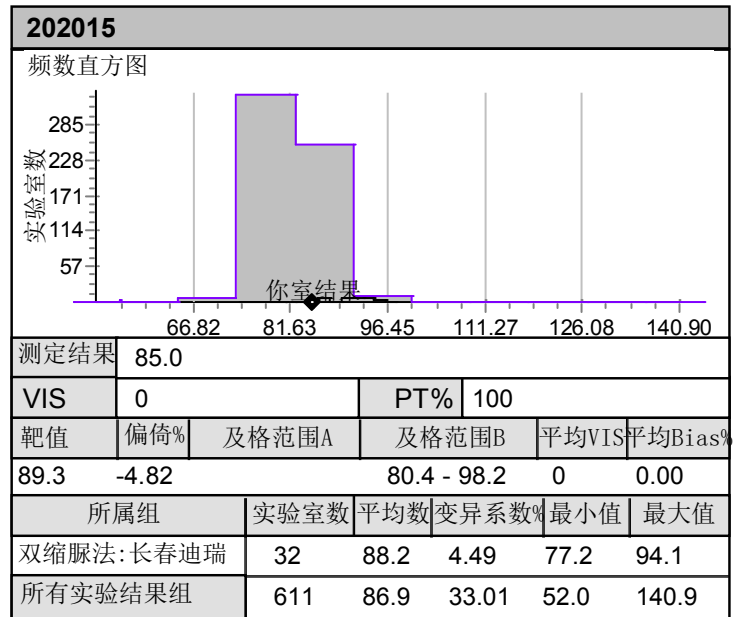 202015
频数直方图
285
228
171
114
57
实验室数
你室结果
66.82 81.63 96.45 111.27 126.08 140.90
测定结果 85.0
VIS 0 PT% 100
靶值 偏倚% 及格范围A 及格范围B 平均VIS 平均Bias%
89.3 -4.82 80.4 - 98.2 0 0.00
所属组 实验室数 平均数 变异系数% 最小值 最大值
双缩脲法:长春迪瑞 32 88.2 4.49 77.2 94.1
所有实验结果组 611 86.9 33.01 52.0 140.9